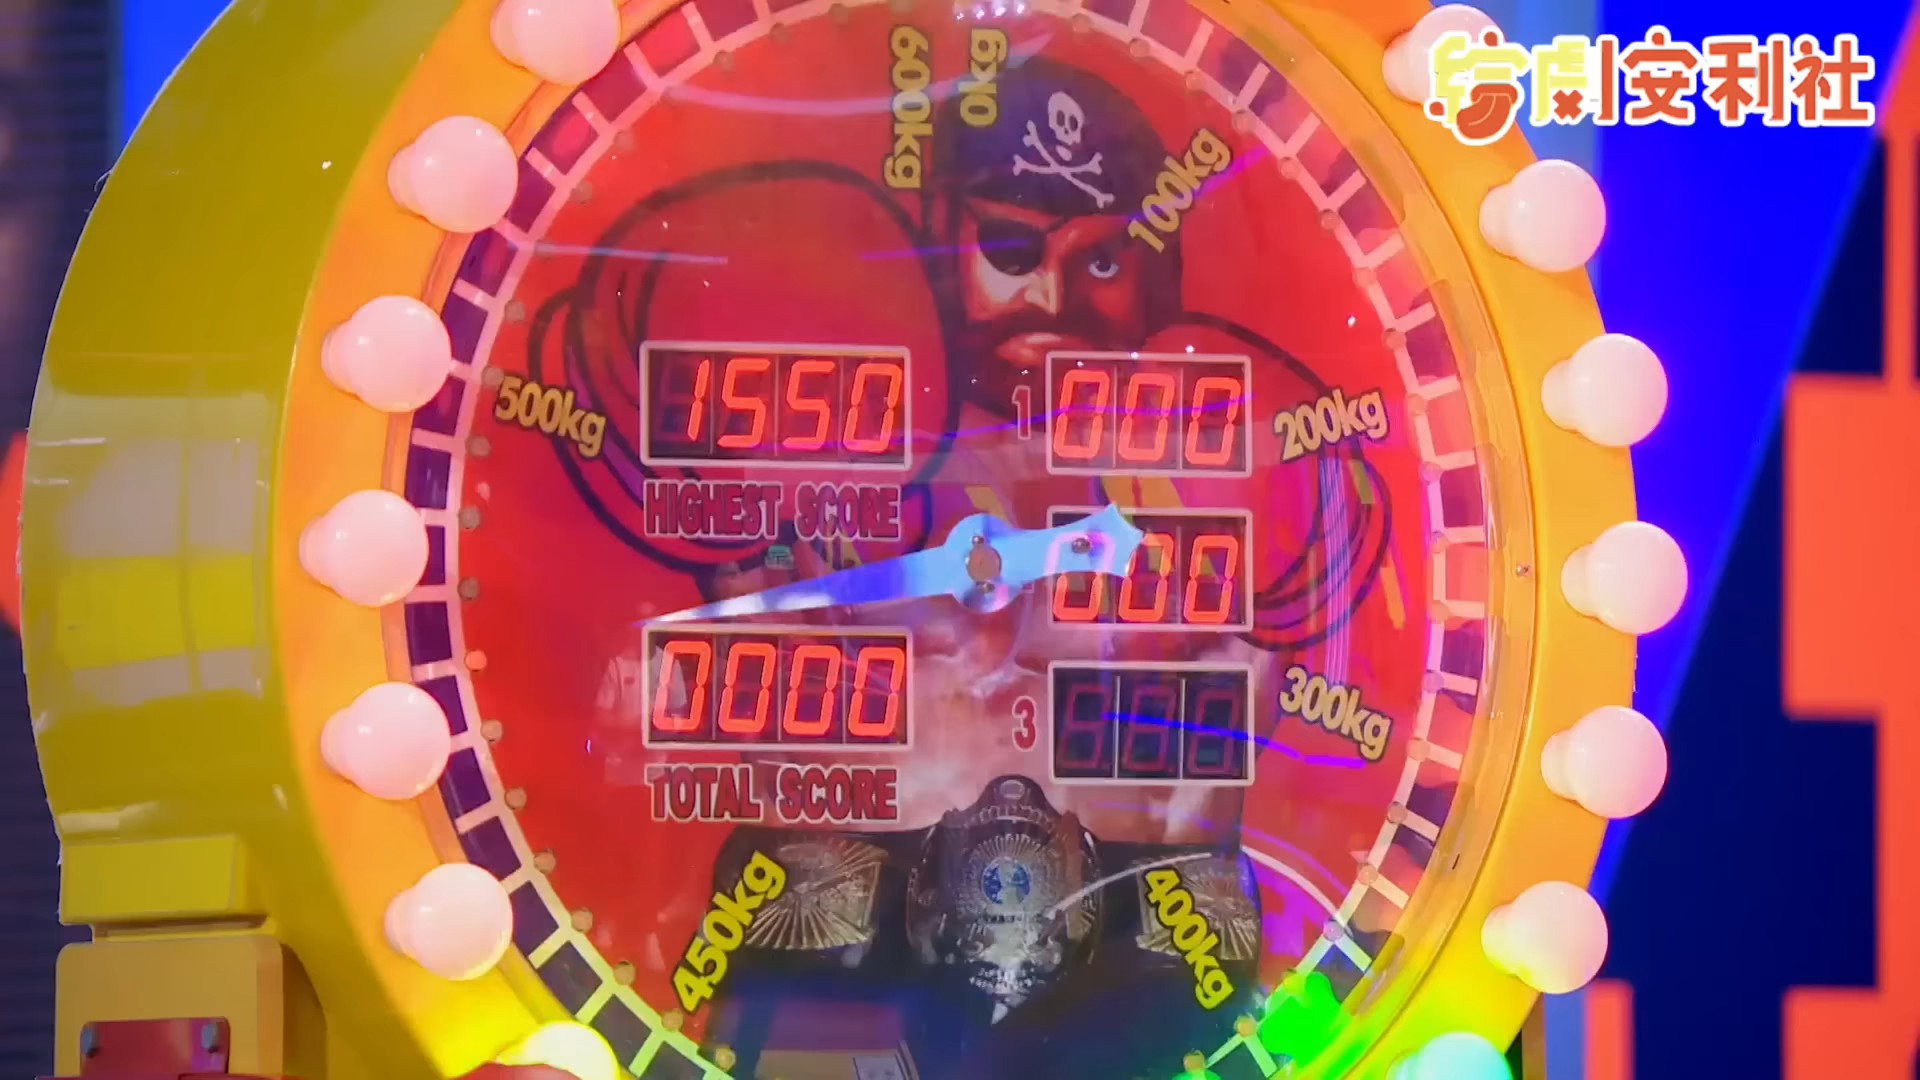 綜劇安利社
600kg
0kg
100kg
1550
1 000
500kg
200kg
HIGHEST SCORE
000
0000
300kg
3
TOTAL SCORE
450kg
400kg